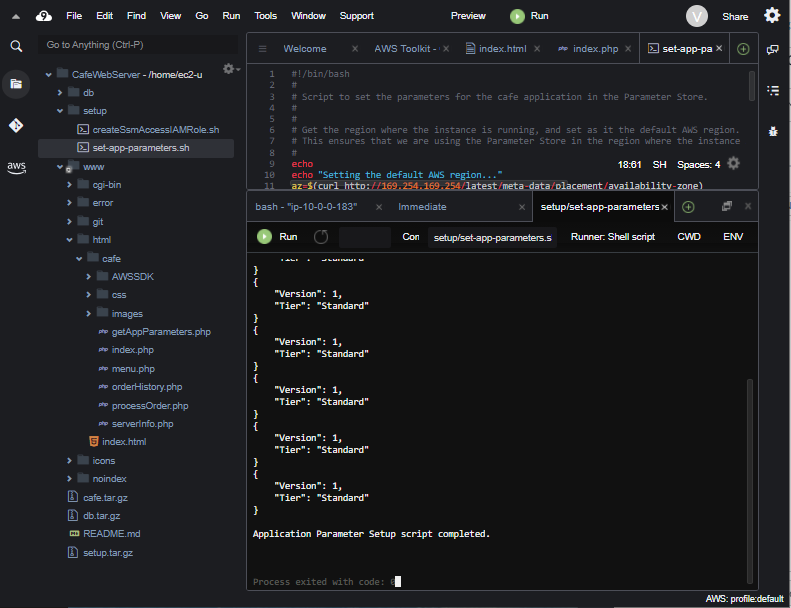 File Edit Find View Go Run Tools Window Support Preview Run V Share
Go to Anything (Ctrl-P)
CafeWebServer - /home/ec2-u
db
setup
createSsmAccessIAMRole.sh
set-app-parameters.sh
www
cgi-bin
error
git
html
cafe
AWSSDK
css
images
php getAppParameters.php
php index.php
php menu.php
php orderHistory.php
php processOrder.php
php serverInfo.php
index.html
icons
noindex
cafe.tar.gz
db.tar.gz
README.md
setup.tar.gz
aws
Welcome AWS Toolkit - index.html php index.php set-app-pa
1 #!/bin/bash
2 #
3 # Script to set the parameters for the cafe application in the Parameter Store.
4 #
5 #
6 # Get the region where the instance is running, and set as it the default AWS region.
7 # This ensures that we are using the Parameter Store in the region where the instance
8 #
9 echo
10 echo "Setting the default AWS region..."
11 az=$(curl http://169.254.169.254/latest/meta-data/placement/availability-zone)
18:61 SH Spaces: 4
bash - "ip-10-0-0-183" Immediate setup/set-app-parameters
Run Cor setup/set-app-parameters.s Runner: Shell script CWD ENV
"Tier": "Standard"
}
{
"Version": 1,
"Tier": "Standard"
}
{
"Version": 1,
"Tier": "Standard"
}
{
"Version": 1,
"Tier": "Standard"
}
{
"Version": 1,
"Tier": "Standard"
}
{
"Version": 1,
"Tier": "Standard"
}
Application Parameter Setup script completed.
Process exited with code: 0
AWS: profile:default